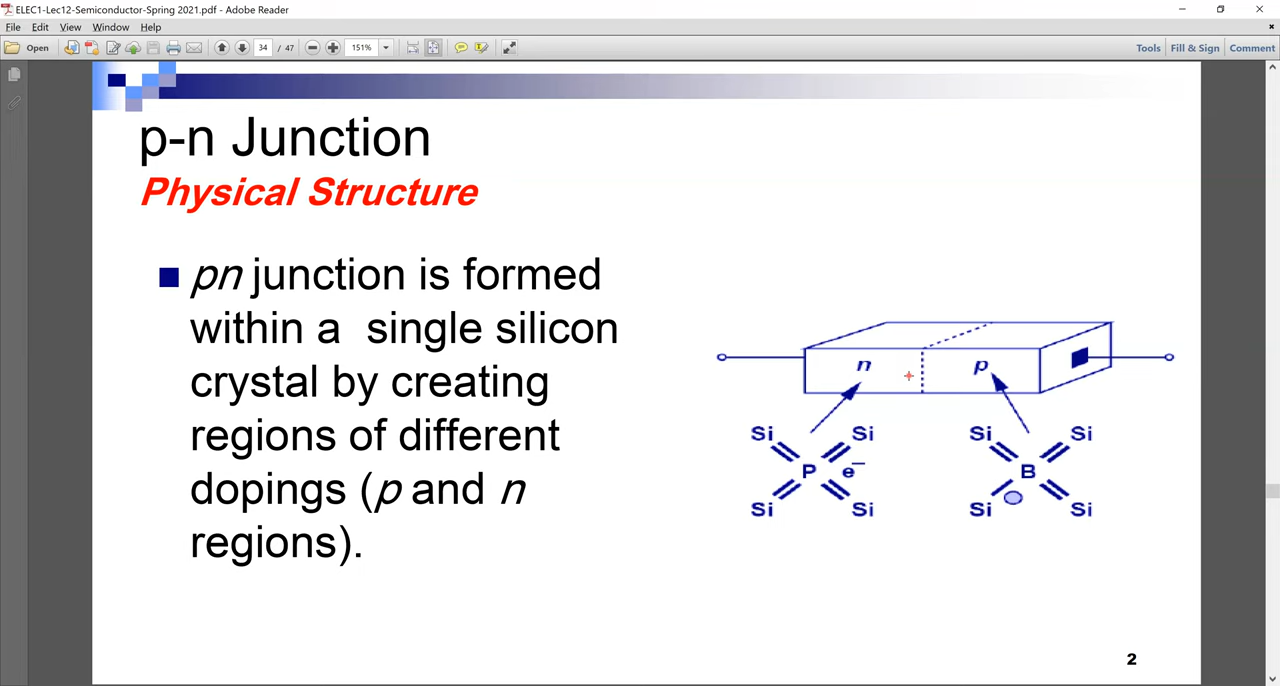 ELEC1-Lec12-Semiconductor-Spring 2021.pdf - Adobe Reader
File Edit View Window Help
Open 34 / 47 151% Tools Fill & Sign Comment
p-n Junction
Physical Structure
pn junction is formed
within a single silicon
crystal by creating
regions of different
dopings (p and n
regions).
n p
Si Si Si Si
P e− B
Si Si Si Si
2